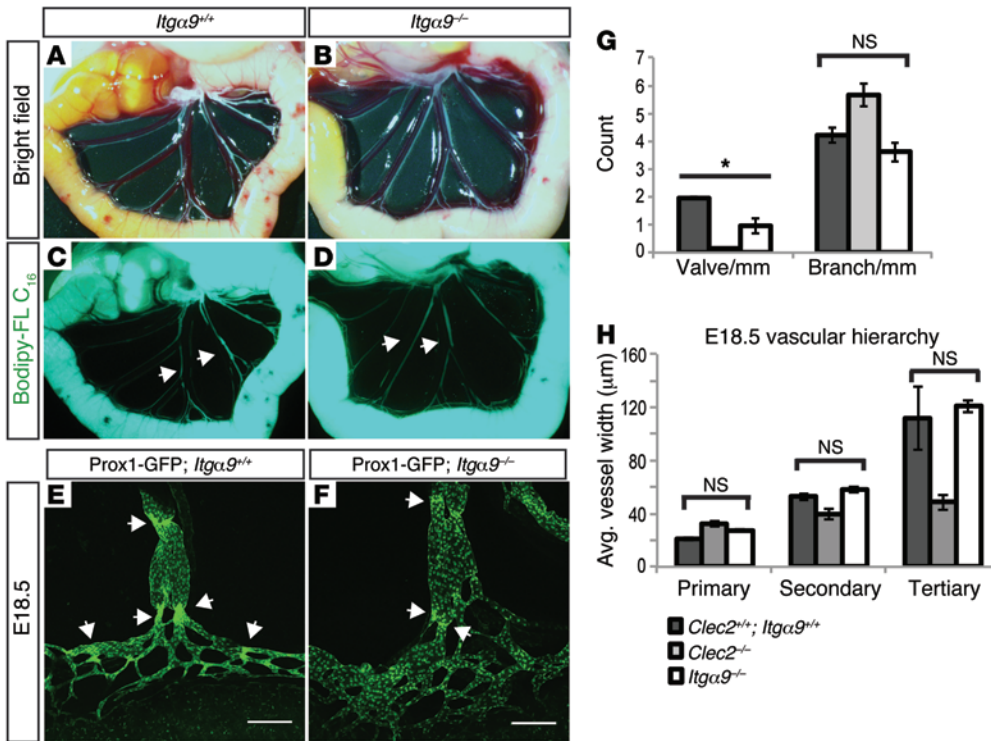 Itgα9+/+
Itgα9−/−
Bright field
A
B
Bodipy-FL C16
C
D
Prox1-GFP; Itgα9+/+
Prox1-GFP; Itgα9−/−
E18.5
E
F
G
NS
7
6
5
4
3
2
1
0
Count
*
Valve/mm
Branch/mm
H
E18.5 vascular hierarchy
160
120
80
40
0
Avg. vessel width (μm)
NS
NS
NS
Primary
Secondary
Tertiary
Clec2+/+; Itgα9+/+
Clec2−/−
Itgα9−/−